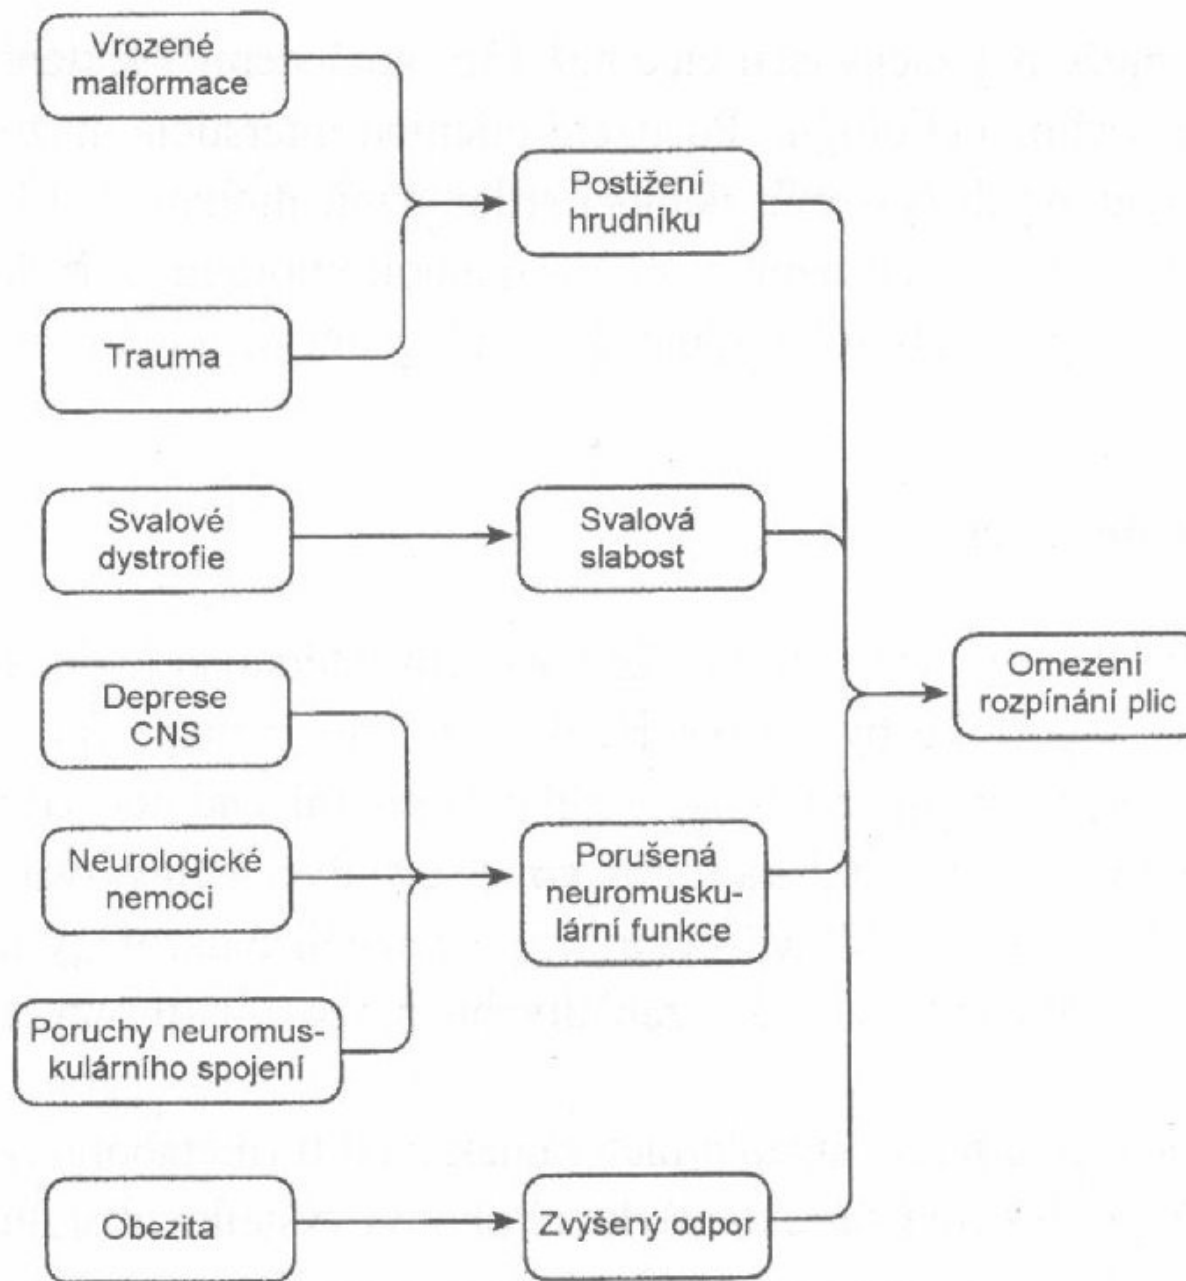 Vrozené
malformace
Postižení
hrudníku
Trauma
Svalové
dystrofie
Svalová
slabost
Omezení
rozpínání plic
Deprese
CNS
Neurologické
nemoci
Porušená
neuromusku-
lární funkce
Poruchy neuromus-
kulárního spojení
Obezita
Zvýšený odpor